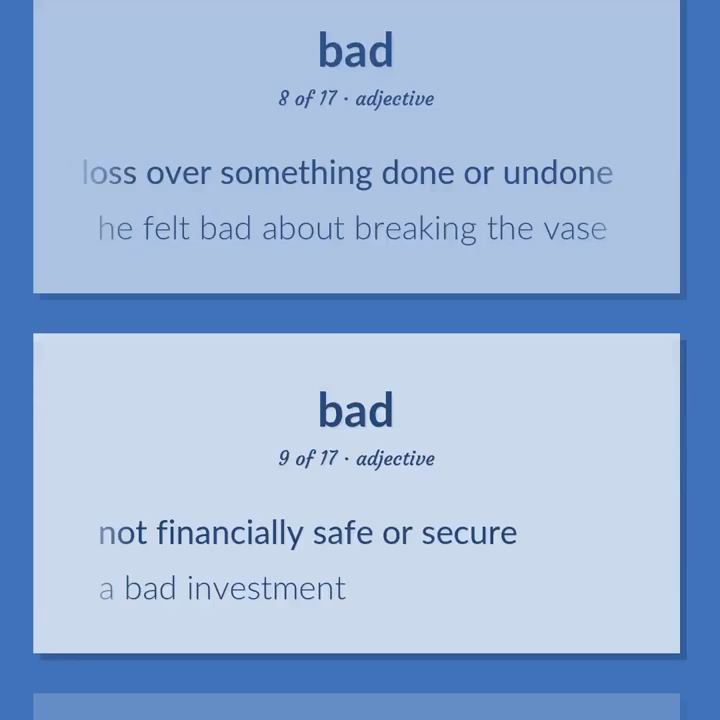 bad
8 of 17 · adjective
loss over something done or undone
he felt bad about breaking the vase
bad
9 of 17 · adjective
not financially safe or secure
a bad investment